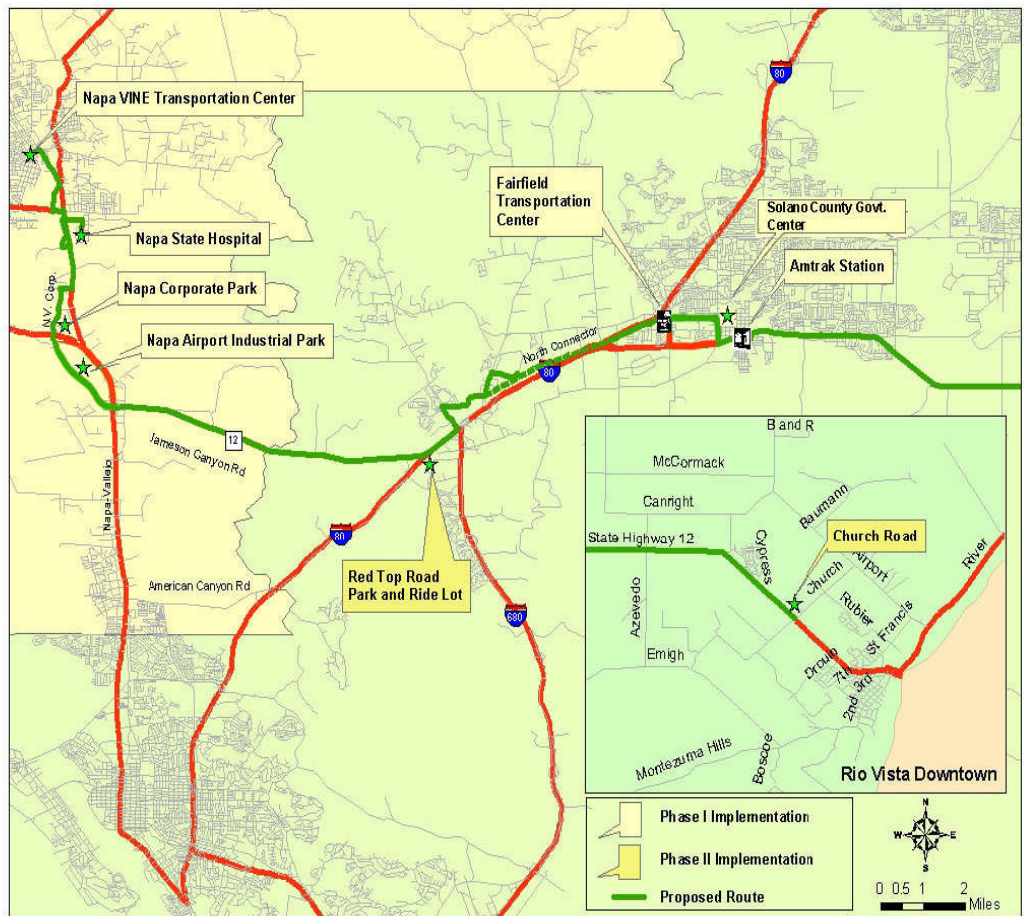 80
Napa VINE Transportation Center
Fairfield
Transportation
Center
Solano County Govt.
Center
Napa State Hospital
Amtrak Station
N.V. Corp.
Napa Corporate Park
Napa Airport Industrial Park
North Connector
80
12
Jameson Canyon Rd
Napa-Vallejo
80
Red Top Road
Park and Ride Lot
American Canyon Rd
680
B and R
McCormack
Canright
Baumann
State Highway 12
Cypress
Church Road
Church
Airport
River
Azevedo
Rubier
St Francis
Emigh
Drouin
7th
3rd
2nd
Montezuma Hills
Boscoe
Rio Vista Downtown
Phase I Implementation
Phase II Implementation
Proposed Route
N
W
E
S
0 0.5 1 2
Miles